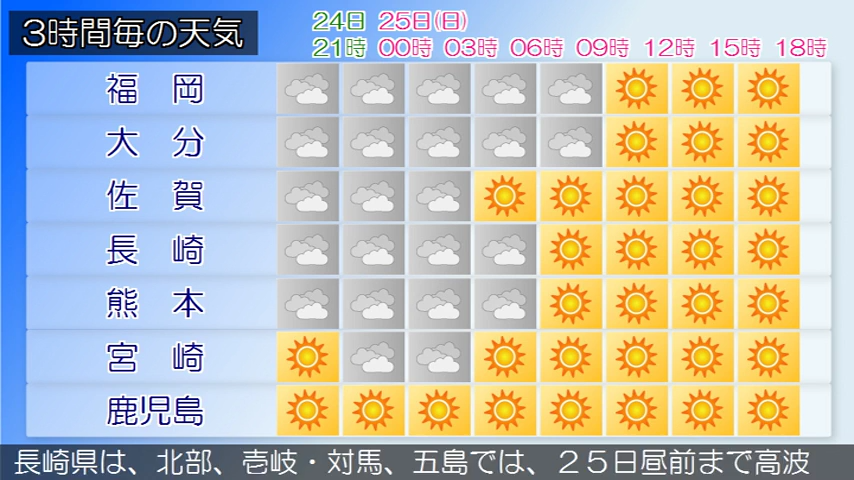 3時間毎の天気
24日 25日(日)
21時 00時 03時 06時 09時 12時 15時 18時
福岡
大分
佐賀
長崎
熊本
宮崎
鹿児島
長崎県は、北部、壱岐・対馬、五島では、２５日昼前まで高波